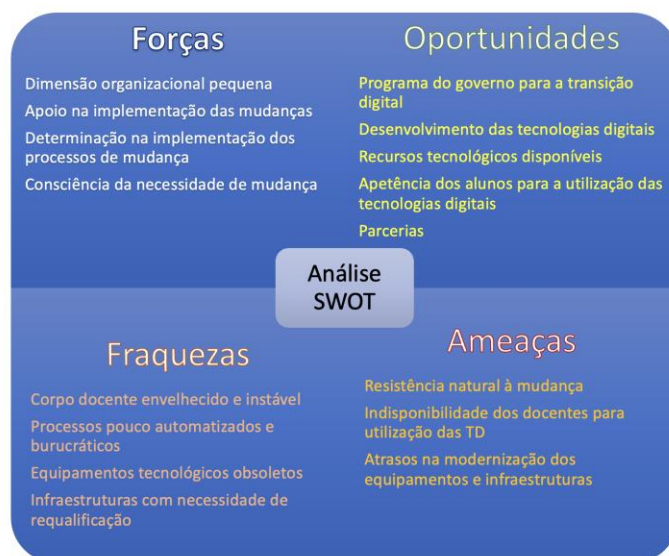 Forças
Dimensão organizacional pequena
Apoio na implementação das mudanças
Determinação na implementação dos
processos de mudança
Consciência da necessidade de mudança
Oportunidades
Programa do governo para a transição
digital
Desenvolvimento das tecnologias digitais
Recursos tecnológicos disponíveis
Apetência dos alunos para a utilização das
tecnologias digitais
Parcerias
Análise
SWOT
Fraquezas
Corpo docente envelhecido e instável
Processos pouco automatizados e
burucráticos
Equipamentos tecnológicos obsoletos
Infraestruturas com necessidade de
requalificação
Ameaças
Resistência natural à mudança
Indisponibilidade dos docentes para
utilização das TD
Atrasos na modernização dos
equipamentos e infraestruturas